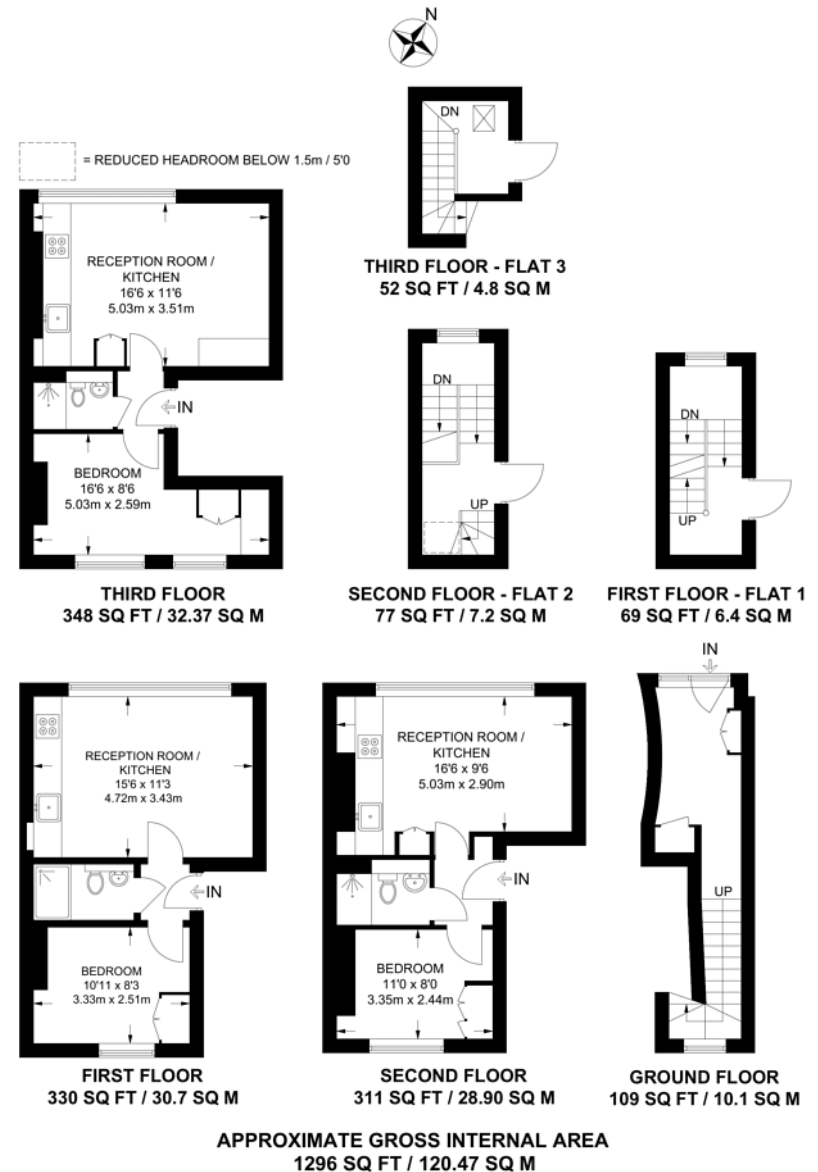 N
= REDUCED HEADROOM BELOW 1.5m / 5'0
DN
THIRD FLOOR - FLAT 3
52 SQ FT / 4.8 SQ M
RECEPTION ROOM /
KITCHEN
16'6 x 11'6
5.03m x 3.51m
IN
BEDROOM
16'6 x 8'6
5.03m x 2.59m
THIRD FLOOR
348 SQ FT / 32.37 SQ M
DN
UP
SECOND FLOOR - FLAT 2
77 SQ FT / 7.2 SQ M
DN
UP
FIRST FLOOR - FLAT 1
69 SQ FT / 6.4 SQ M
RECEPTION ROOM /
KITCHEN
15'6 x 11'3
4.72m x 3.43m
IN
BEDROOM
10'11 x 8'3
3.33m x 2.51m
FIRST FLOOR
330 SQ FT / 30.7 SQ M
RECEPTION ROOM /
KITCHEN
16'6 x 9'6
5.03m x 2.90m
IN
BEDROOM
11'0 x 8'0
3.35m x 2.44m
SECOND FLOOR
311 SQ FT / 28.90 SQ M
IN
UP
GROUND FLOOR
109 SQ FT / 10.1 SQ M
APPROXIMATE GROSS INTERNAL AREA
1296 SQ FT / 120.47 SQ M